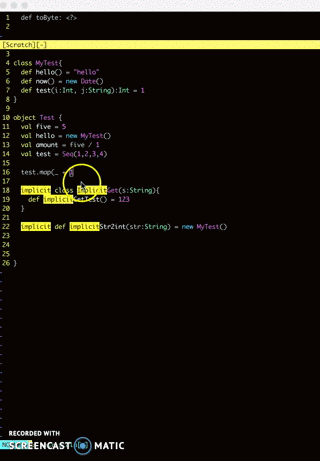 1 def toByte: <?>
2
[Scratch][-]
3
4 class MyTest{
5 def hello() = "hello"
6 def now() = new Date()
7 def test(i:Int, j:String):Int = 1
8 }
9
10 object Test {
11 val five = 5
12 val hello = new MyTest()
13 val amount = five / 1
14 val test = Seq(1,2,3,4)
15
16 test.map(_
17
18 implicit class Get(s:String){
19 def implicit = 123
20 }
21
22 implicit def implicitStr2int(str:String) = new MyTest()
23
24
25
26 }
RECORDED WITH
SCREENCAST MATIC